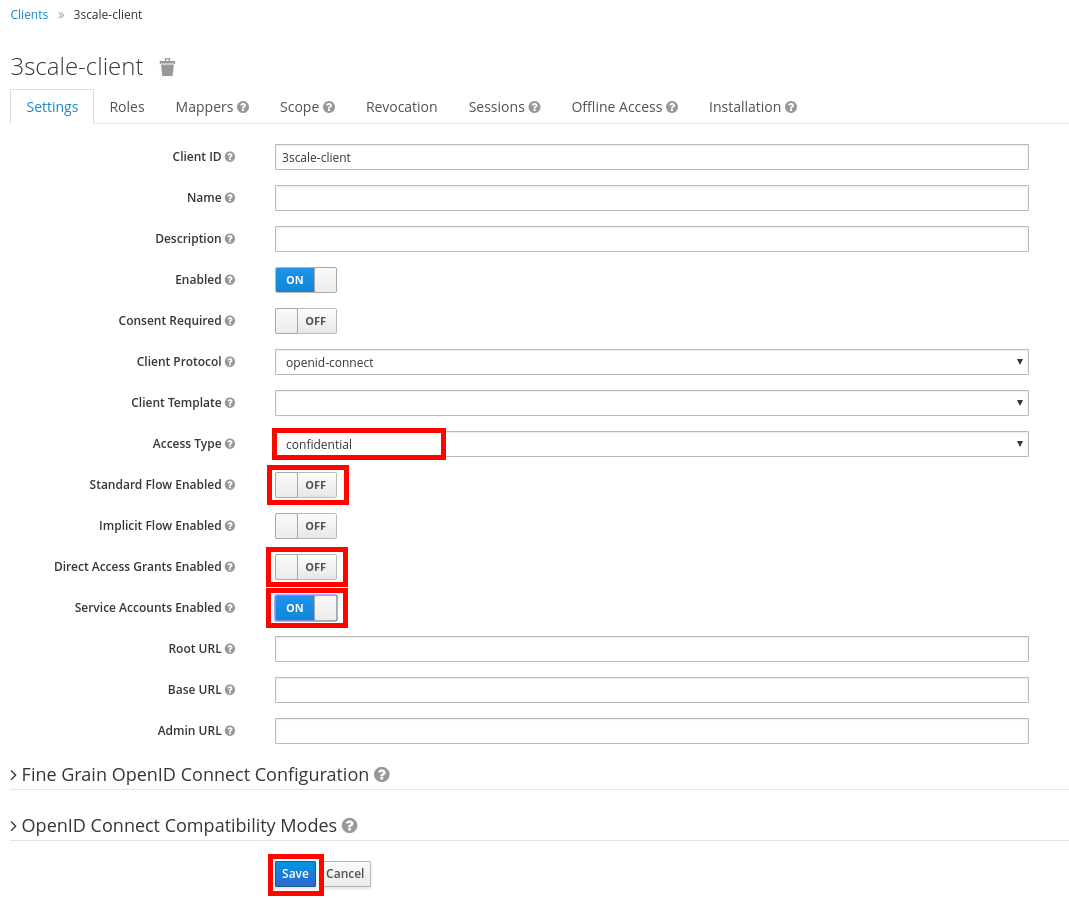 Clients » 3scale-client
3scale-client
Settings Roles Mappers ? Scope ? Revocation Sessions ? Offline Access ? Installation ?
Client ID ? 3scale-client
Name ?
Description ?
Enabled ? ON
Consent Required ? OFF
Client Protocol ? openid-connect
Client Template ?
Access Type ? confidential
Standard Flow Enabled ? OFF
Implicit Flow Enabled ? OFF
Direct Access Grants Enabled ? OFF
Service Accounts Enabled ? ON
Root URL ?
Base URL ?
Admin URL ?
Fine Grain OpenID Connect Configuration ?
OpenID Connect Compatibility Modes ?
Save Cancel